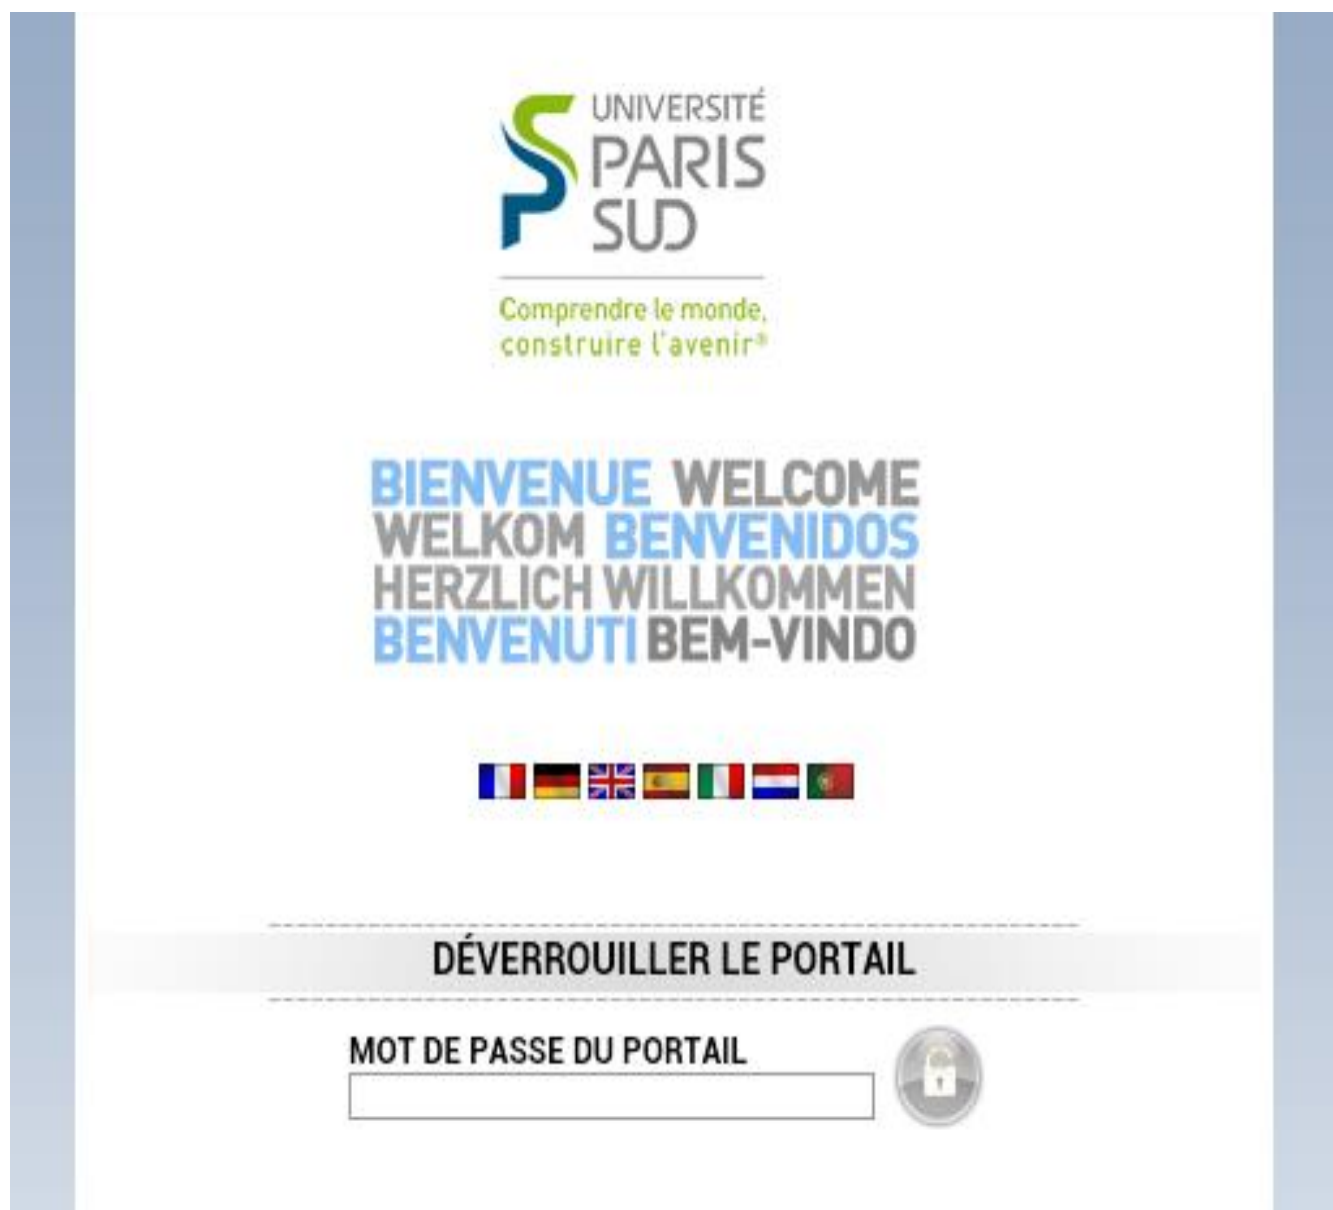 UNIVERSITÉ
PARIS
SUD
Comprendre le monde,
construire l'avenir®
BIENVENUE WELCOME
WELKOM BENVENIDOS
HERZLICH WILLKOMMEN
BENVENUTI BEM-VINDO
DÉVERROUILLER LE PORTAIL
MOT DE PASSE DU PORTAIL